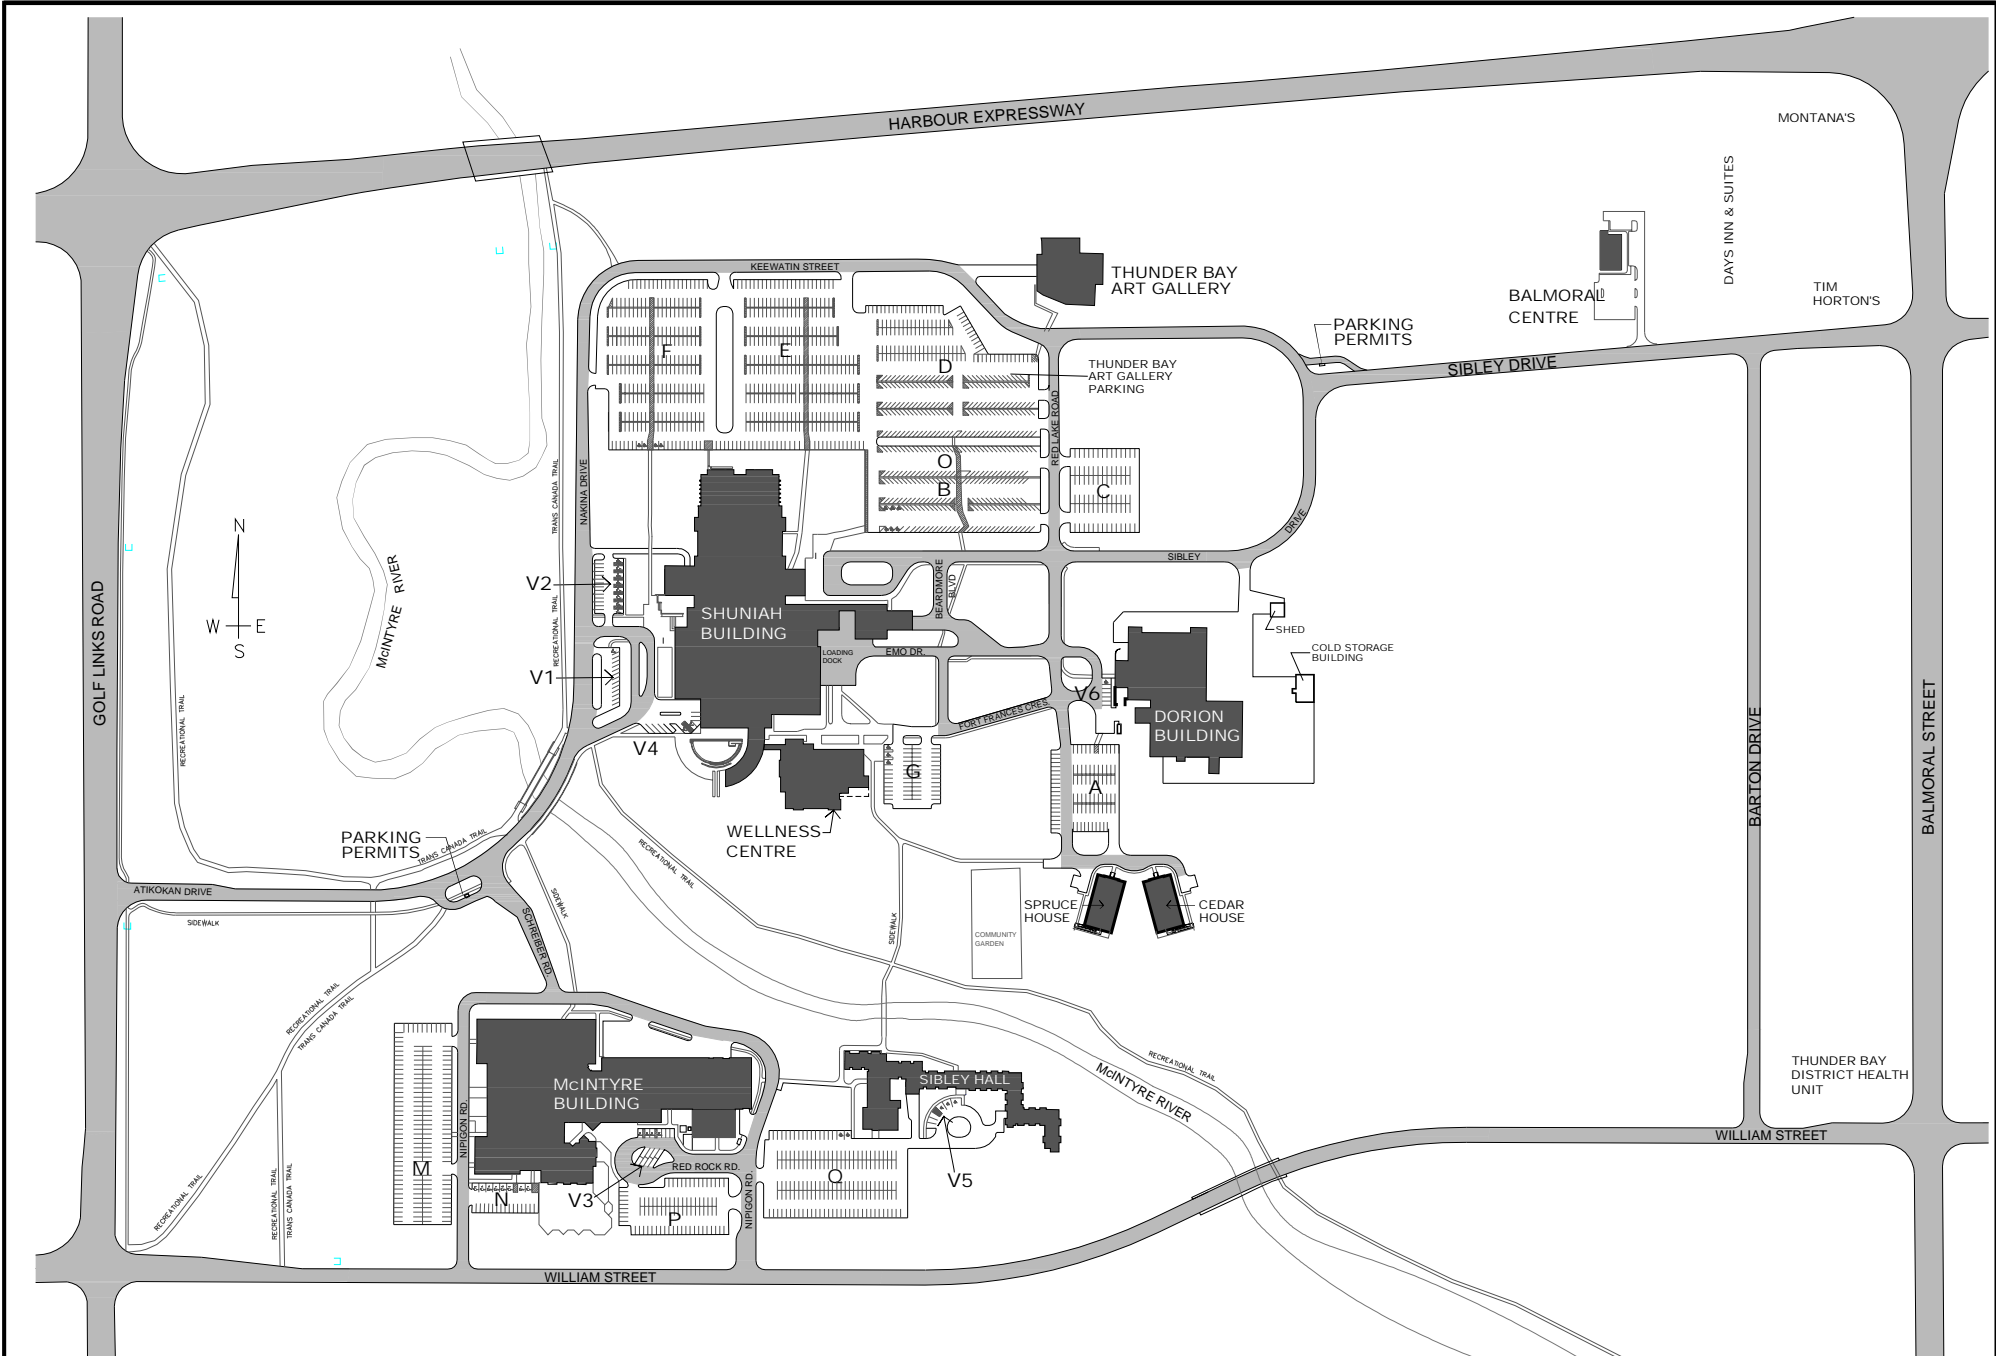 HARBOUR EXPRESSWAY
MONTANA'S
DAYS INN & SUITES
TIM
HORTON'S
KEEWATIN STREET
THUNDER BAY
ART GALLERY
BALMORAL
CENTRE
PARKING
PERMITS
SIBLEY DRIVE
F
E
D
THUNDER BAY
ART GALLERY
PARKING
RED LAKE ROAD
O
B
C
NAKINA DRIVE
TRANS CANADA TRAIL
RECREATIONAL TRAIL
N
W
E
S
McINTYRE RIVER
GOLF LINKS ROAD
RECREATIONAL TRAIL
DRIVE
SIBLEY
V2
BEARDMORE
BLVD
SHUNIAH
BUILDING
SHED
LOADING
DOCK
EMO DR.
COLD STORAGE
BUILDING
V1
V6
FORT FRANCES CRES.
DORION
BUILDING
V4
BARTON DRIVE
BALMORAL STREET
G
A
WELLNESS
CENTRE
PARKING
PERMITS
TRANS CANADA TRAIL
RECREATIONAL TRAIL
ATIKOKAN DRIVE
SIDEWALK
SIDEWALK
SCHREIBER RD.
SIDEWALK
SPRUCE
HOUSE
CEDAR
HOUSE
COMMUNITY
GARDEN
RECREATIONAL TRAIL
TRANS CANADA TRAIL
McINTYRE
BUILDING
SIBLEY HALL
McINTYRE RIVER
RECREATIONAL TRAIL
THUNDER BAY
DISTRICT HEALTH
UNIT
NIPIGON RD.
WILLIAM STREET
M
RED ROCK RD.
Q
V5
N
V3
P
NIPIGON RD.
RECREATIONAL TRAIL
RECREATIONAL TRAIL
TRANS CANADA TRAIL
WILLIAM STREET